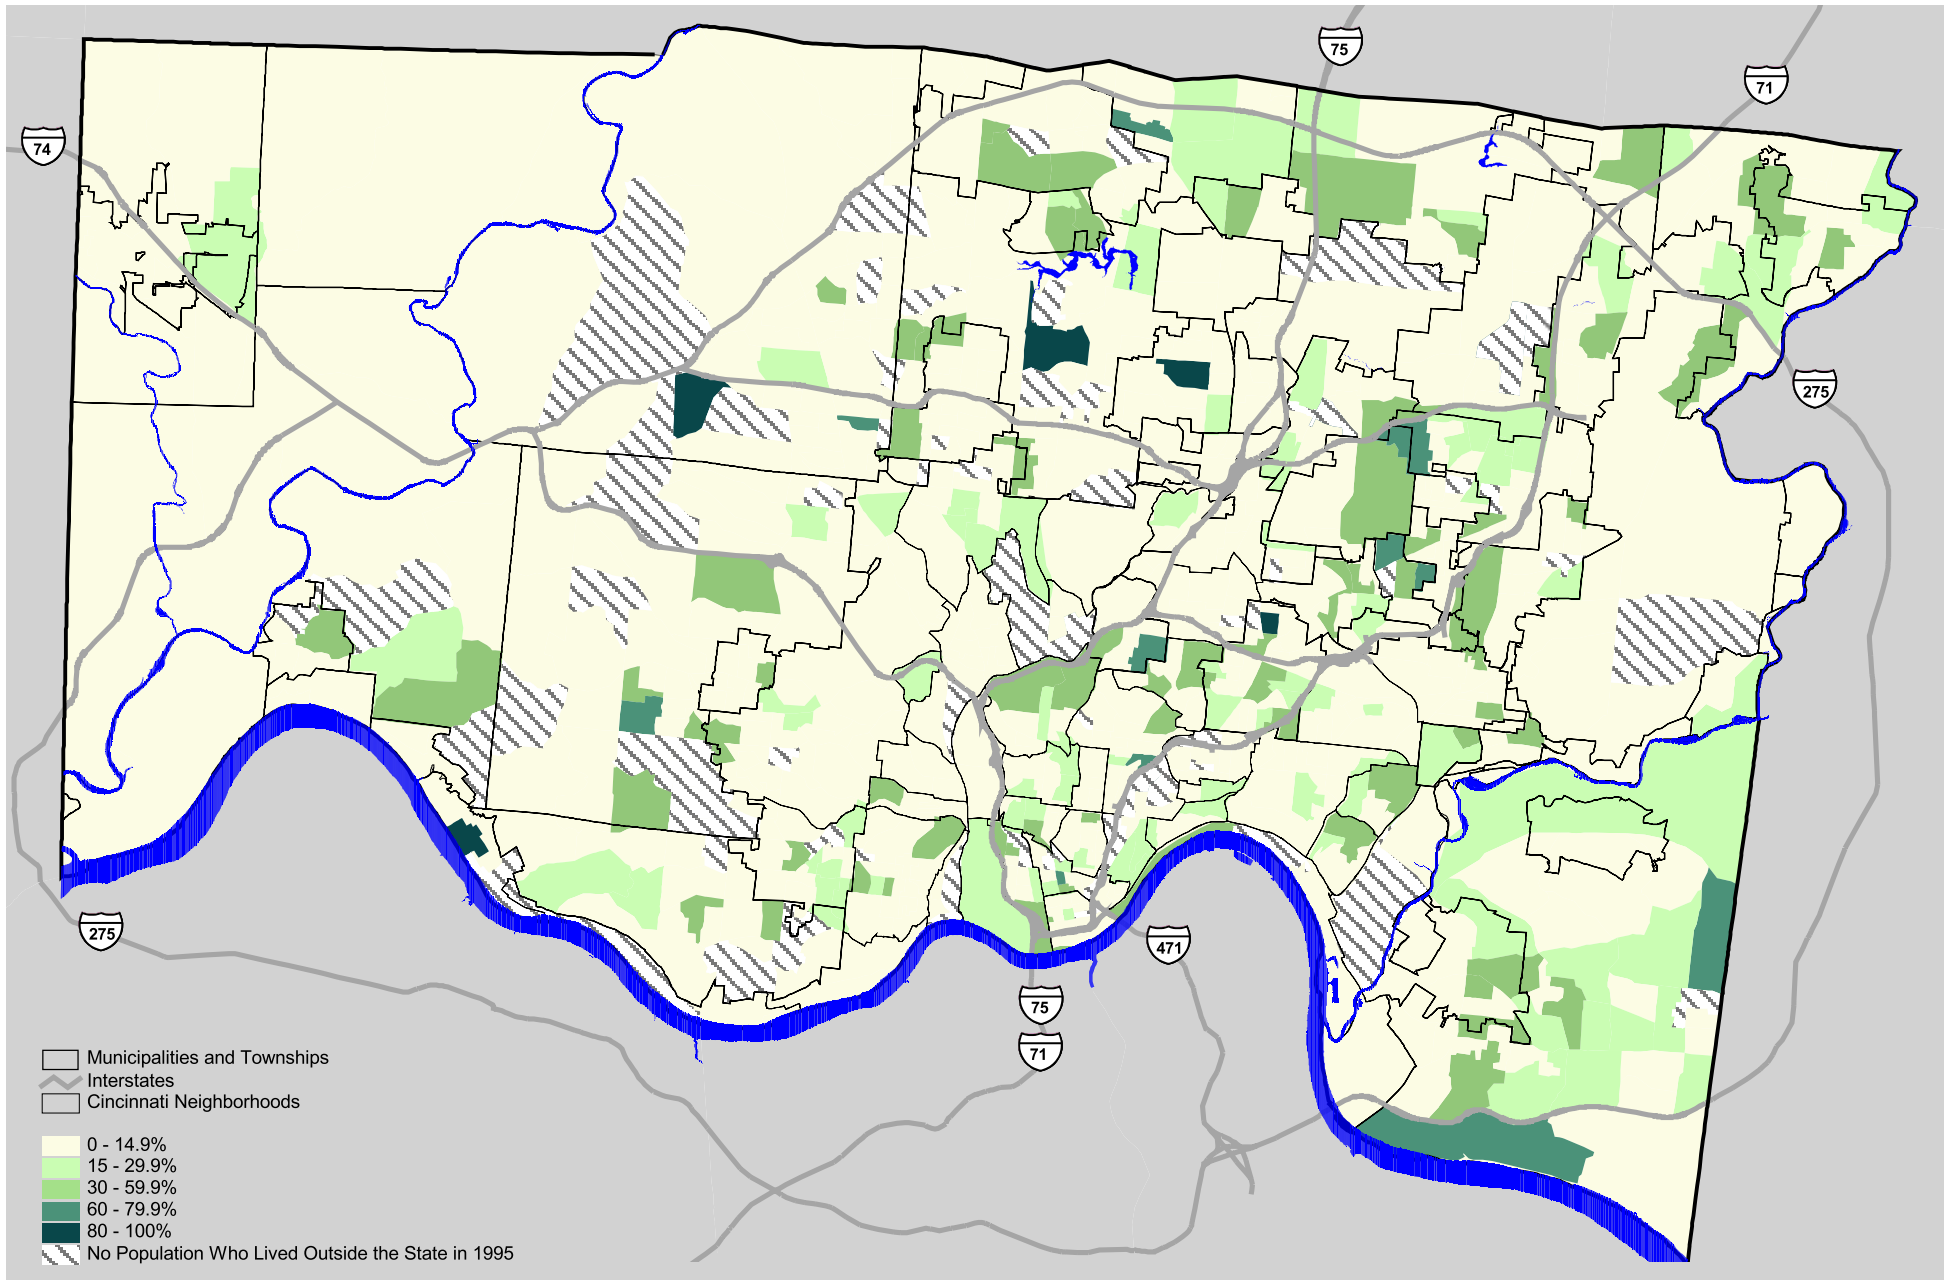 75
71
74
275
275
471
75
71
Municipalities and Townships
Interstates
Cincinnati Neighborhoods
0 - 14.9%
15 - 29.9%
30 - 59.9%
60 - 79.9%
80 - 100%
No Population Who Lived Outside the State in 1995